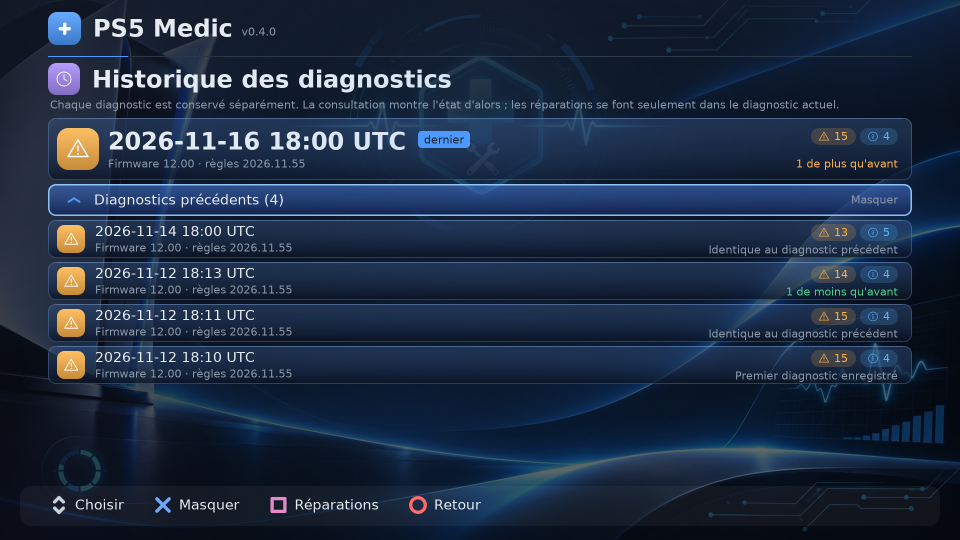 PS5 Medic v0.4.0
Historique des diagnostics
Chaque diagnostic est conservé séparément. La consultation montre l'état d'alors ; les réparations se font seulement dans le diagnostic actuel.
2026-11-16 18:00 UTC dernier 15 4
Firmware 12.00 · règles 2026.11.55 1 de plus qu'avant
Diagnostics précédents (4) Masquer
2026-11-14 18:00 UTC 13 5
Firmware 12.00 · règles 2026.11.55 Identique au diagnostic précédent
2026-11-12 18:13 UTC 14 4
Firmware 12.00 · règles 2026.11.55 1 de moins qu'avant
2026-11-12 18:11 UTC 15 4
Firmware 12.00 · règles 2026.11.55 Identique au diagnostic précédent
2026-11-12 18:10 UTC 15 4
Firmware 12.00 · règles 2026.11.55 Premier diagnostic enregistré
Choisir Masquer Réparations Retour